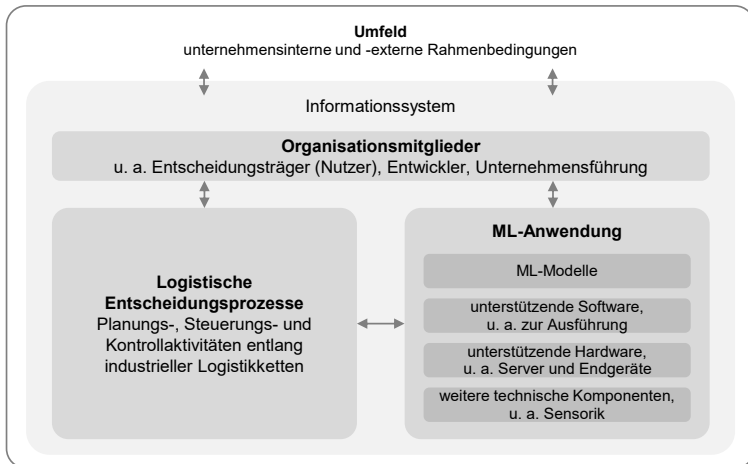 Umfeld
unternehmensinterne und -externe Rahmenbedingungen
Informationssystem
Organisationsmitglieder
u. a. Entscheidungsträger (Nutzer), Entwickler, Unternehmensführung
Logistische
Entscheidungsprozesse
Planungs-, Steuerungs- und
Kontrollaktivitäten entlang
industrieller Logistikketten
ML-Anwendung
ML-Modelle
unterstützende Software,
u. a. zur Ausführung
unterstützende Hardware,
u. a. Server und Endgeräte
weitere technische Komponenten,
u. a. Sensorik